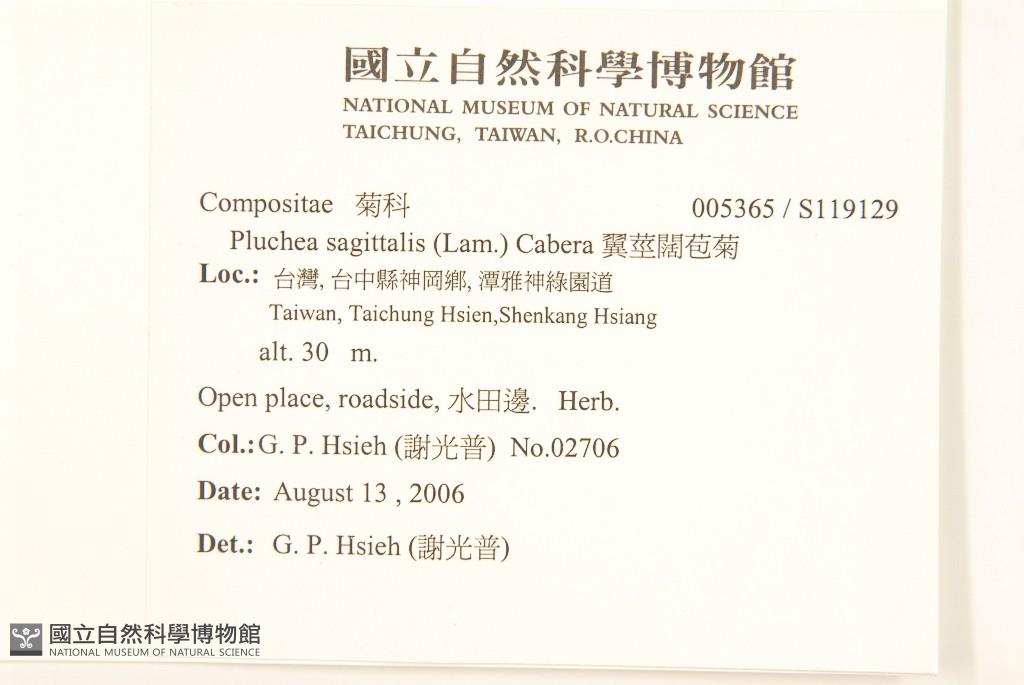 國立自然科學博物館
NATIONAL MUSEUM OF NATURAL SCIENCE
TAICHUNG, TAIWAN, R.O.CHINA
Compositae 菊科 005365 / S119129
Pluchea sagittalis (Lam.) Cabera 翼莖闊苞菊
Loc.: 台灣, 台中縣神岡鄉, 潭雅神綠園道
Taiwan, Taichung Hsien,Shenkang Hsiang
alt. 30 m.
Open place, roadside, 水田邊. Herb.
Col.: G. P. Hsieh (謝光普) No.02706
Date: August 13 , 2006
Det.: G. P. Hsieh (謝光普)
國立自然科學博物館
NATIONAL MUSEUM OF NATURAL SCIENCE